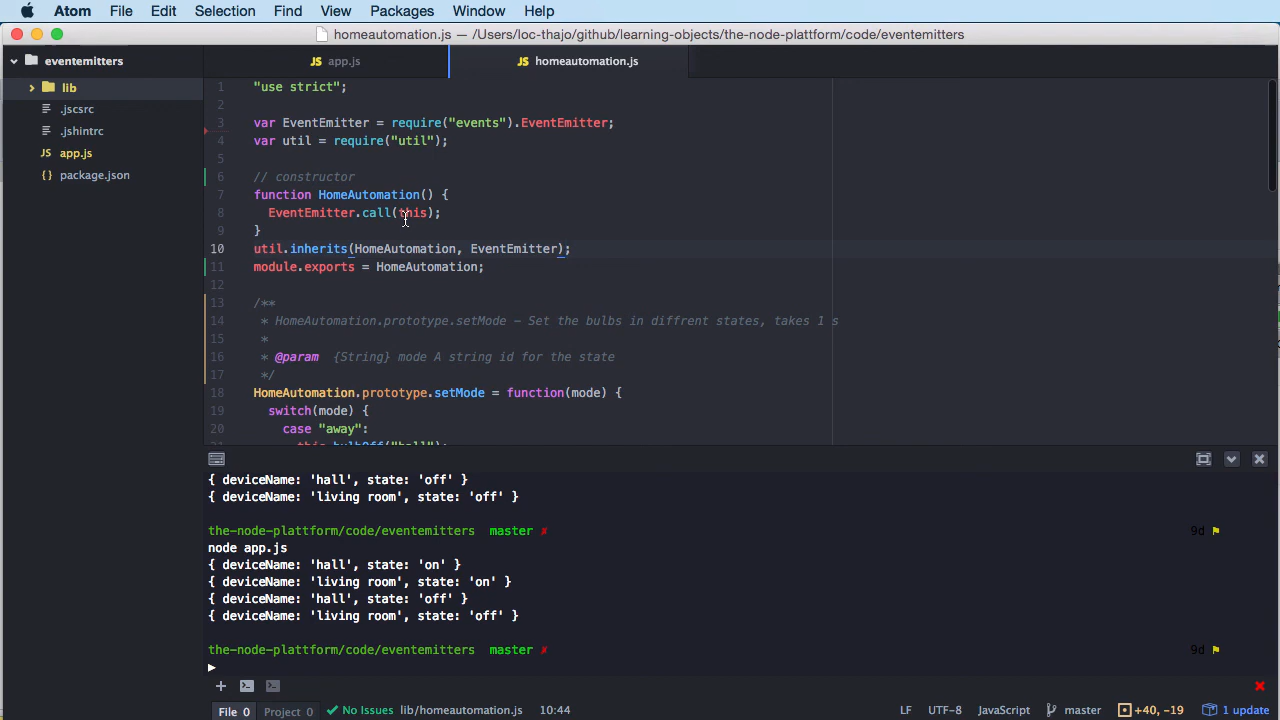 Atom File Edit Selection Find View Packages Window Help
homeautomation.js — /Users/loc-thajo/github/learning-objects/the-node-plattform/code/eventemitters
eventemitters
lib
.jscsrc
.jshintrc
app.js
package.json
app.js
homeautomation.js
1 "use strict";
2
3 var EventEmitter = require("events").EventEmitter;
4 var util = require("util");
5
6 // constructor
7 function HomeAutomation() {
8 EventEmitter.call(this);
9 }
10 util.inherits(HomeAutomation, EventEmitter);
11 module.exports = HomeAutomation;
12
13 /**
14 * HomeAutomation.prototype.setMode - Set the bulbs in diffrent states, takes 1 s
15 *
16 * @param {String} mode A string id for the state
17 */
18 HomeAutomation.prototype.setMode = function(mode) {
19 switch(mode) {
20 case "away":
21 this.bulbOff("hall");
{ deviceName: 'hall', state: 'off' }
{ deviceName: 'living room', state: 'off' }
the-node-plattform/code/eventemitters master ✗ 9d ⚑
node app.js
{ deviceName: 'hall', state: 'on' }
{ deviceName: 'living room', state: 'on' }
{ deviceName: 'hall', state: 'off' }
{ deviceName: 'living room', state: 'off' }
the-node-plattform/code/eventemitters master ✗ 9d ⚑
▶
File 0 Project 0 No Issues lib/homeautomation.js 10:44 LF UTF-8 JavaScript master +40, -19 1 update